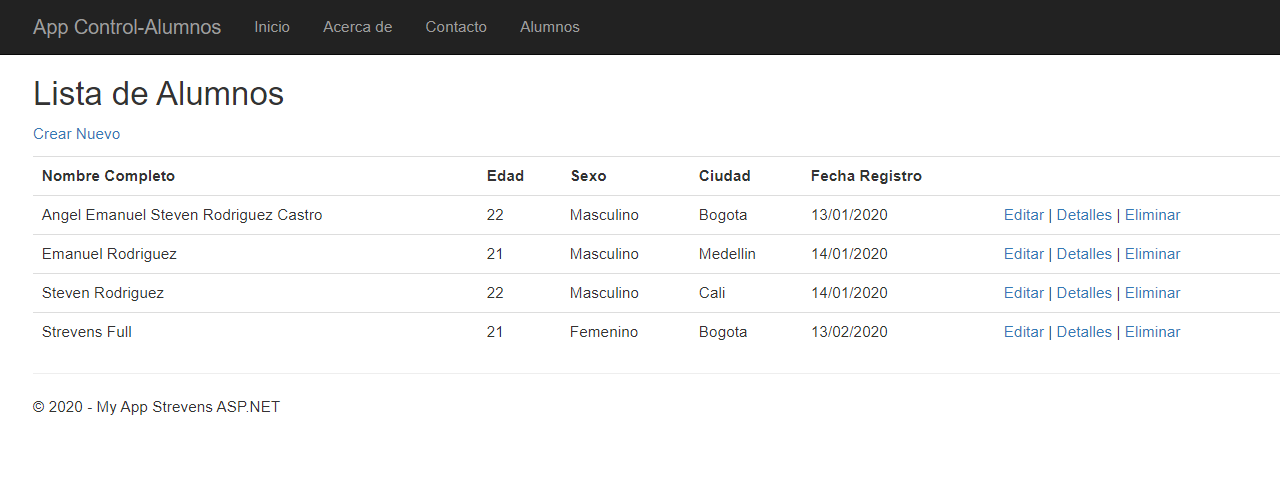 App Control-Alumnos Inicio Acerca de Contacto Alumnos
Lista de Alumnos
Crear Nuevo
Nombre Completo Edad Sexo Ciudad Fecha Registro
Angel Emanuel Steven Rodriguez Castro 22 Masculino Bogota 13/01/2020 Editar | Detalles | Eliminar
Emanuel Rodriguez 21 Masculino Medellin 14/01/2020 Editar | Detalles | Eliminar
Steven Rodriguez 22 Masculino Cali 14/01/2020 Editar | Detalles | Eliminar
Strevens Full 21 Femenino Bogota 13/02/2020 Editar | Detalles | Eliminar
© 2020 - My App Strevens ASP.NET